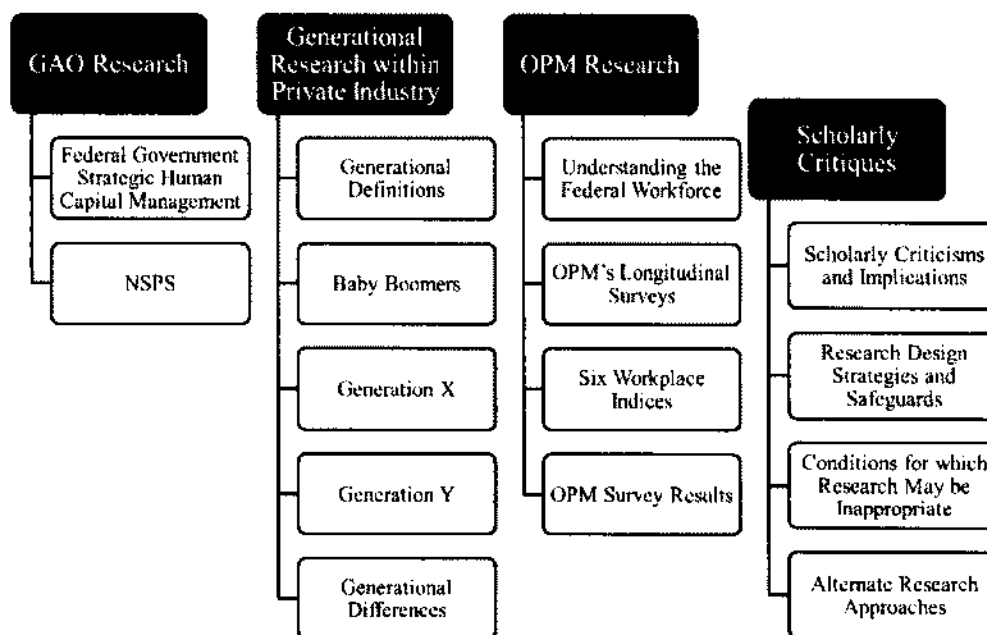 GAO Research
Federal Government
Strategic Human
Capital Management
NSPS
Generational
Research within
Private Industry
Generational
Definitions
Baby Boomers
Generation X
Generation Y
Generational
Differences
OPM Research
Understanding the
Federal Workforce
OPM's Longitudinal
Surveys
Six Workplace
Indices
OPM Survey Results
Scholarly
Critiques
Scholarly Criticisms
and Implications
Research Design
Strategies and
Safeguards
Conditions for which
Research May be
Inappropriate
Alternate Research
Approaches